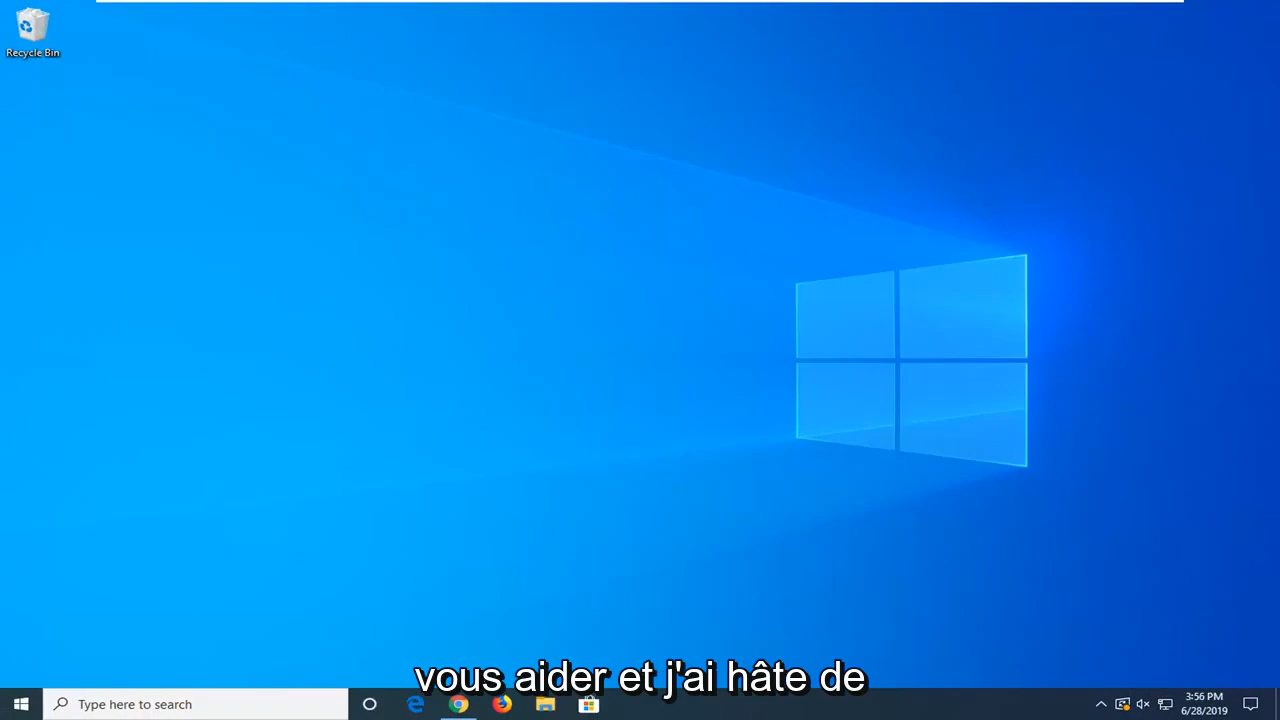 Recycle Bin
vous aider et j'ai hâte de
Type here to search
3:56 PM
6/28/2019